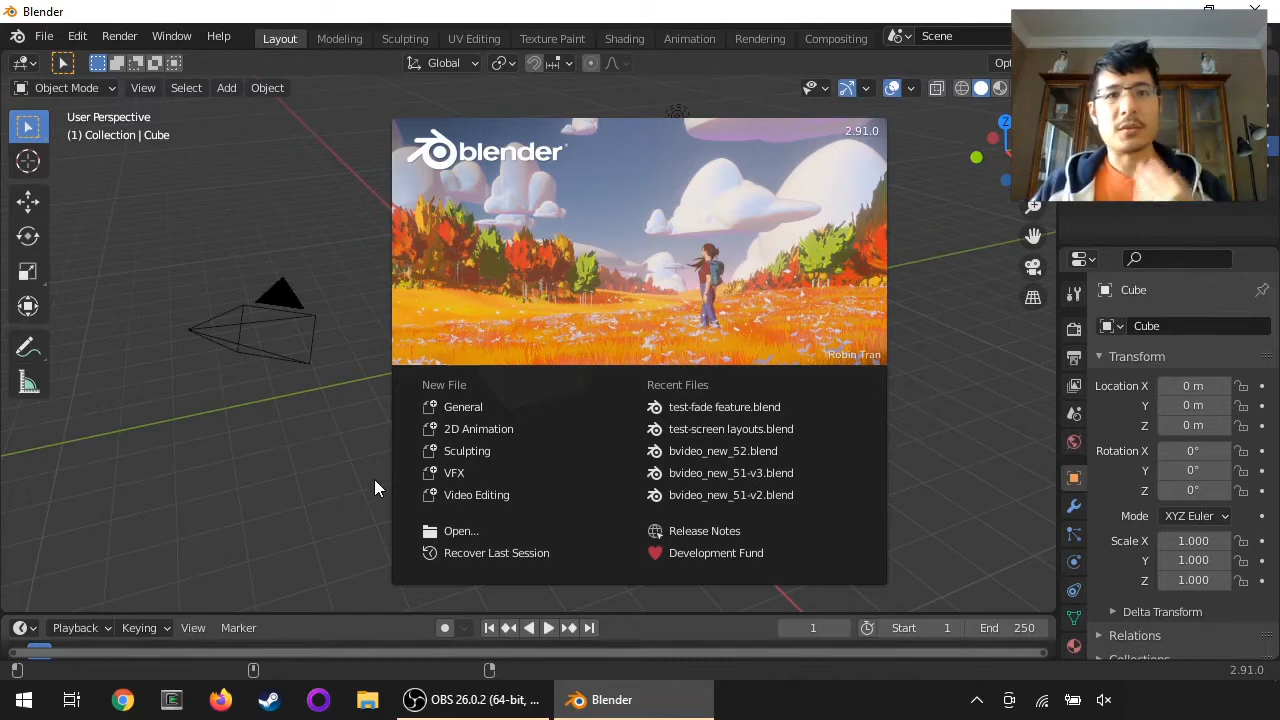 Blender
File Edit Render Window Help
Layout Modeling Sculpting UV Editing Texture Paint Shading Animation Rendering Compositing
Scene
Global
Object Mode View Select Add Object
User Perspective
(1) Collection | Cube
Z
blender
2.91.0
Robin Tran
New File
General
2D Animation
Sculpting
VFX
Video Editing
Open...
Recover Last Session
Recent Files
test-fade feature.blend
test-screen layouts.blend
bvideo_new_52.blend
bvideo_new_51-v3.blend
bvideo_new_51-v2.blend
Release Notes
Development Fund
Cube
Cube
Transform
Location X 0 m
Y 0 m
Z 0 m
Rotation X 0°
Y 0°
Z 0°
Mode XYZ Euler
Scale X 1.000
Y 1.000
Z 1.000
Delta Transform
Relations
Playback Keying View Marker
1
Start 1
End 250
2.91.0
OBS 26.0.2 (64-bit, ...
Blender